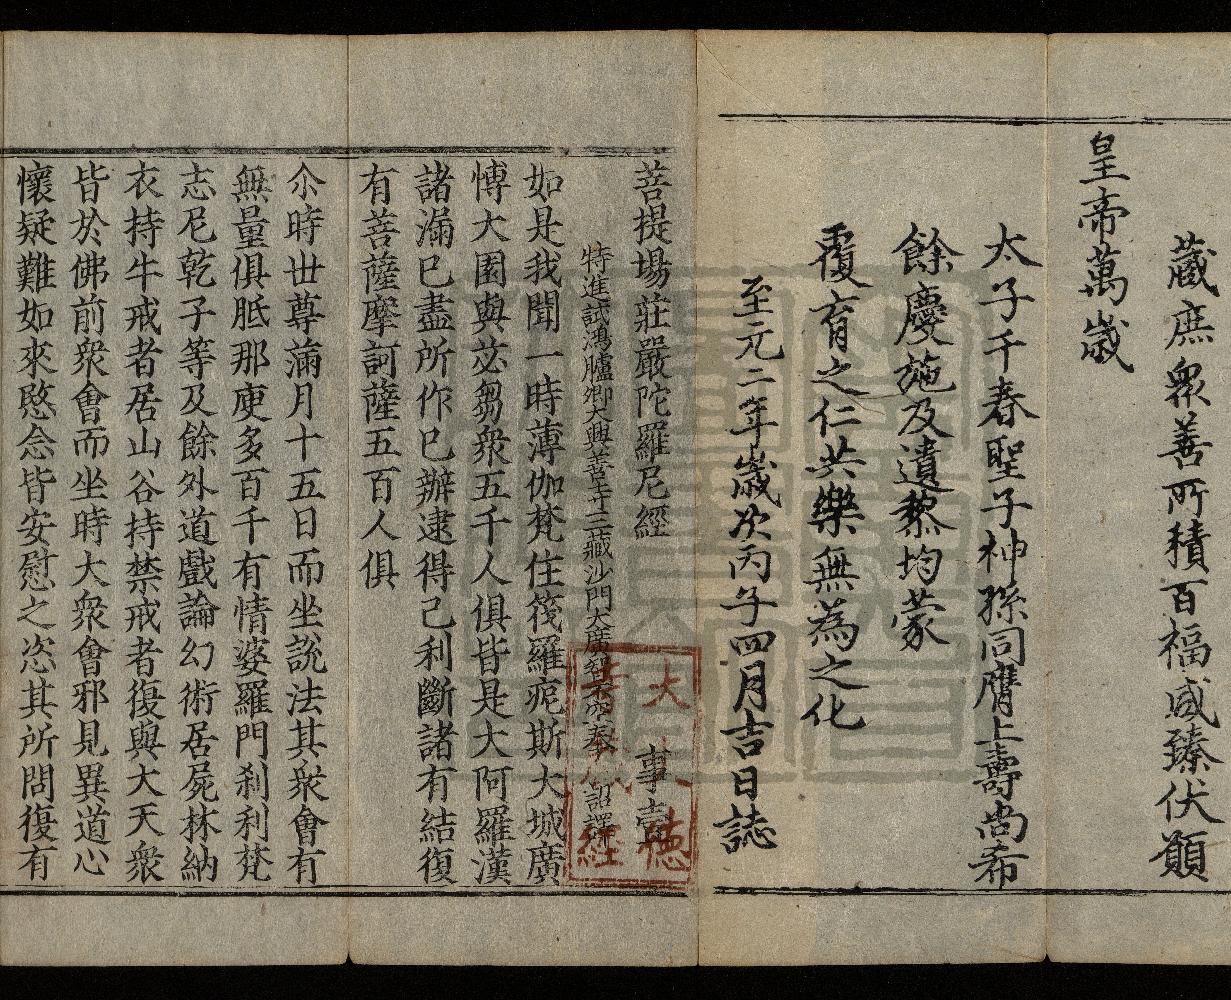 藏庶衆善所積百福咸臻伏願
皇帝萬歲
太子千春聖子神孫同膺上壽尚希
餘慶施及遺黎均蒙
覆育之仁共樂無為之化
至元二年歲次丙子四月吉日誌
菩提場莊嚴陀羅尼經　事壹
特進試鴻臚卿大興善寺三藏沙門大廣智不空奉　詔譯
如是我聞一時薄伽梵住筏羅痆斯大城廣
愽大園與苾芻衆五千人俱皆是大阿羅漢
諸漏已盡所作已辦逮得己利斷諸有結復
有菩薩摩訶薩五百人俱
尒時世尊滿月十五日而坐說法其衆會有
無量俱胝那庾多百千有情婆羅門刹利梵
志尼乾子等及餘外道戲論幻術居屍林納
衣持牛戒者居山谷持禁戒者復與大天衆
皆於佛前衆會而坐時大衆會邪見異道心
懷疑難如來愍念皆安慰之恣其所問復有